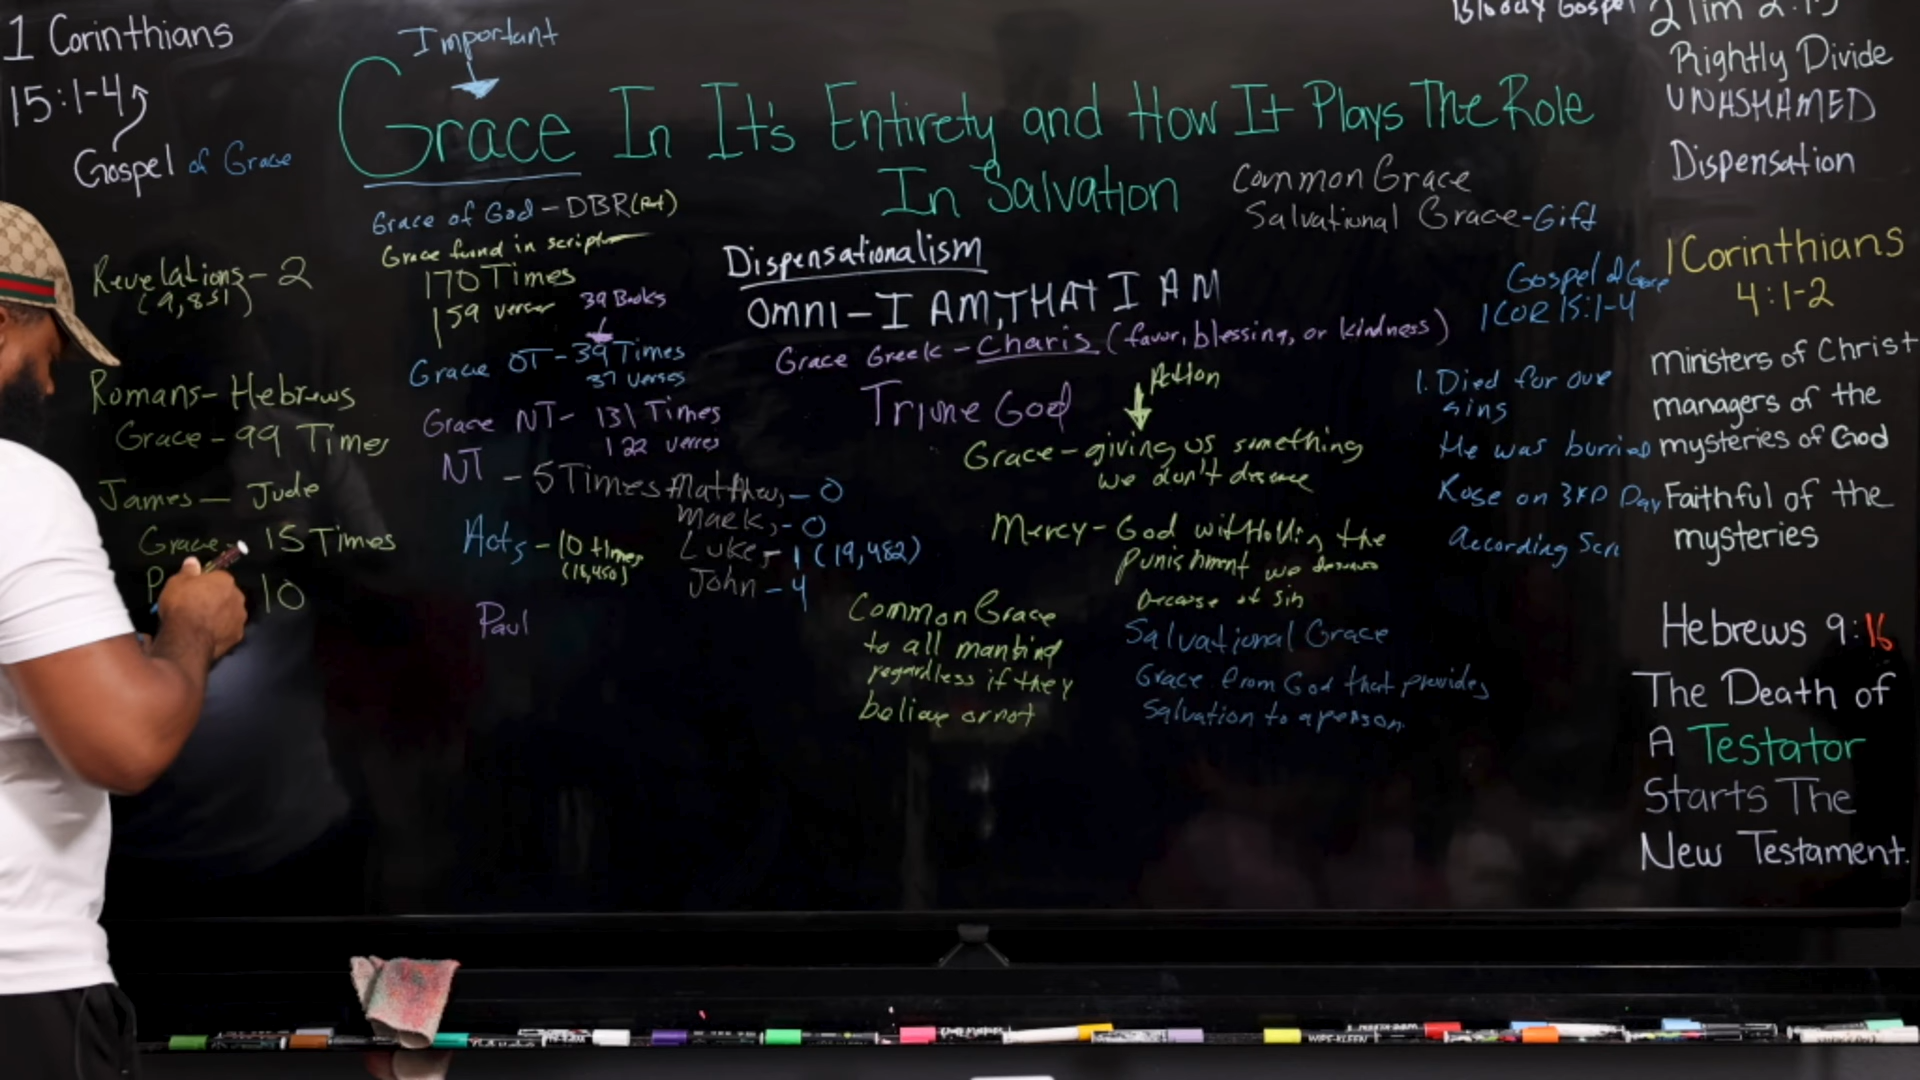 1 Corinthians
15:1-4
Gospel of Grace
Important
Grace In It's Entirety and How It Plays The Role
In Salvation
Grace of God - DBR
Grace found in
170 Times
159 verses
39 Books
Grace OT - 39 Times
37 verses
Grace NT - 131 Times
122 verses
NT - 5 Times Matthew, - 0
Mark, - 0
Luke, - 1 (19,482)
John - 4
Acts - 10 times
(18,450)
Paul
Revelations - 2
(9,851)
Romans - Hebrews
Grace - 99 Times
James - Jude
Grace - 15 Times
10
Dispensationalism
Omni - I AM, THAT I AM
Grace Greek - Charis (favor, blessing, or kindness)
Triune God
Action
Grace - giving us something
we don't
Mercy - God withholding the
Punishment we
because of sin
Common Grace
to all mankind
regardless if they
believe or not
Salvational Grace
Grace from God that provides
Salvation to a person.
Common Grace
Salvational Grace - Gift
Gospel of Grace
1 COR 15:1-4
1. Died for our
sins
He was burried
Rose on 3RD Day
According Scri
Bloody Gospel
2 Tim 2:15
Rightly Divide
UNASHAMED
Dispensation
1 Corinthians
4:1-2
ministers of Christ
managers of the
mysteries of God
Faithful of the
mysteries
Hebrews 9:16
The Death of
A Testator
Starts The
New Testament.